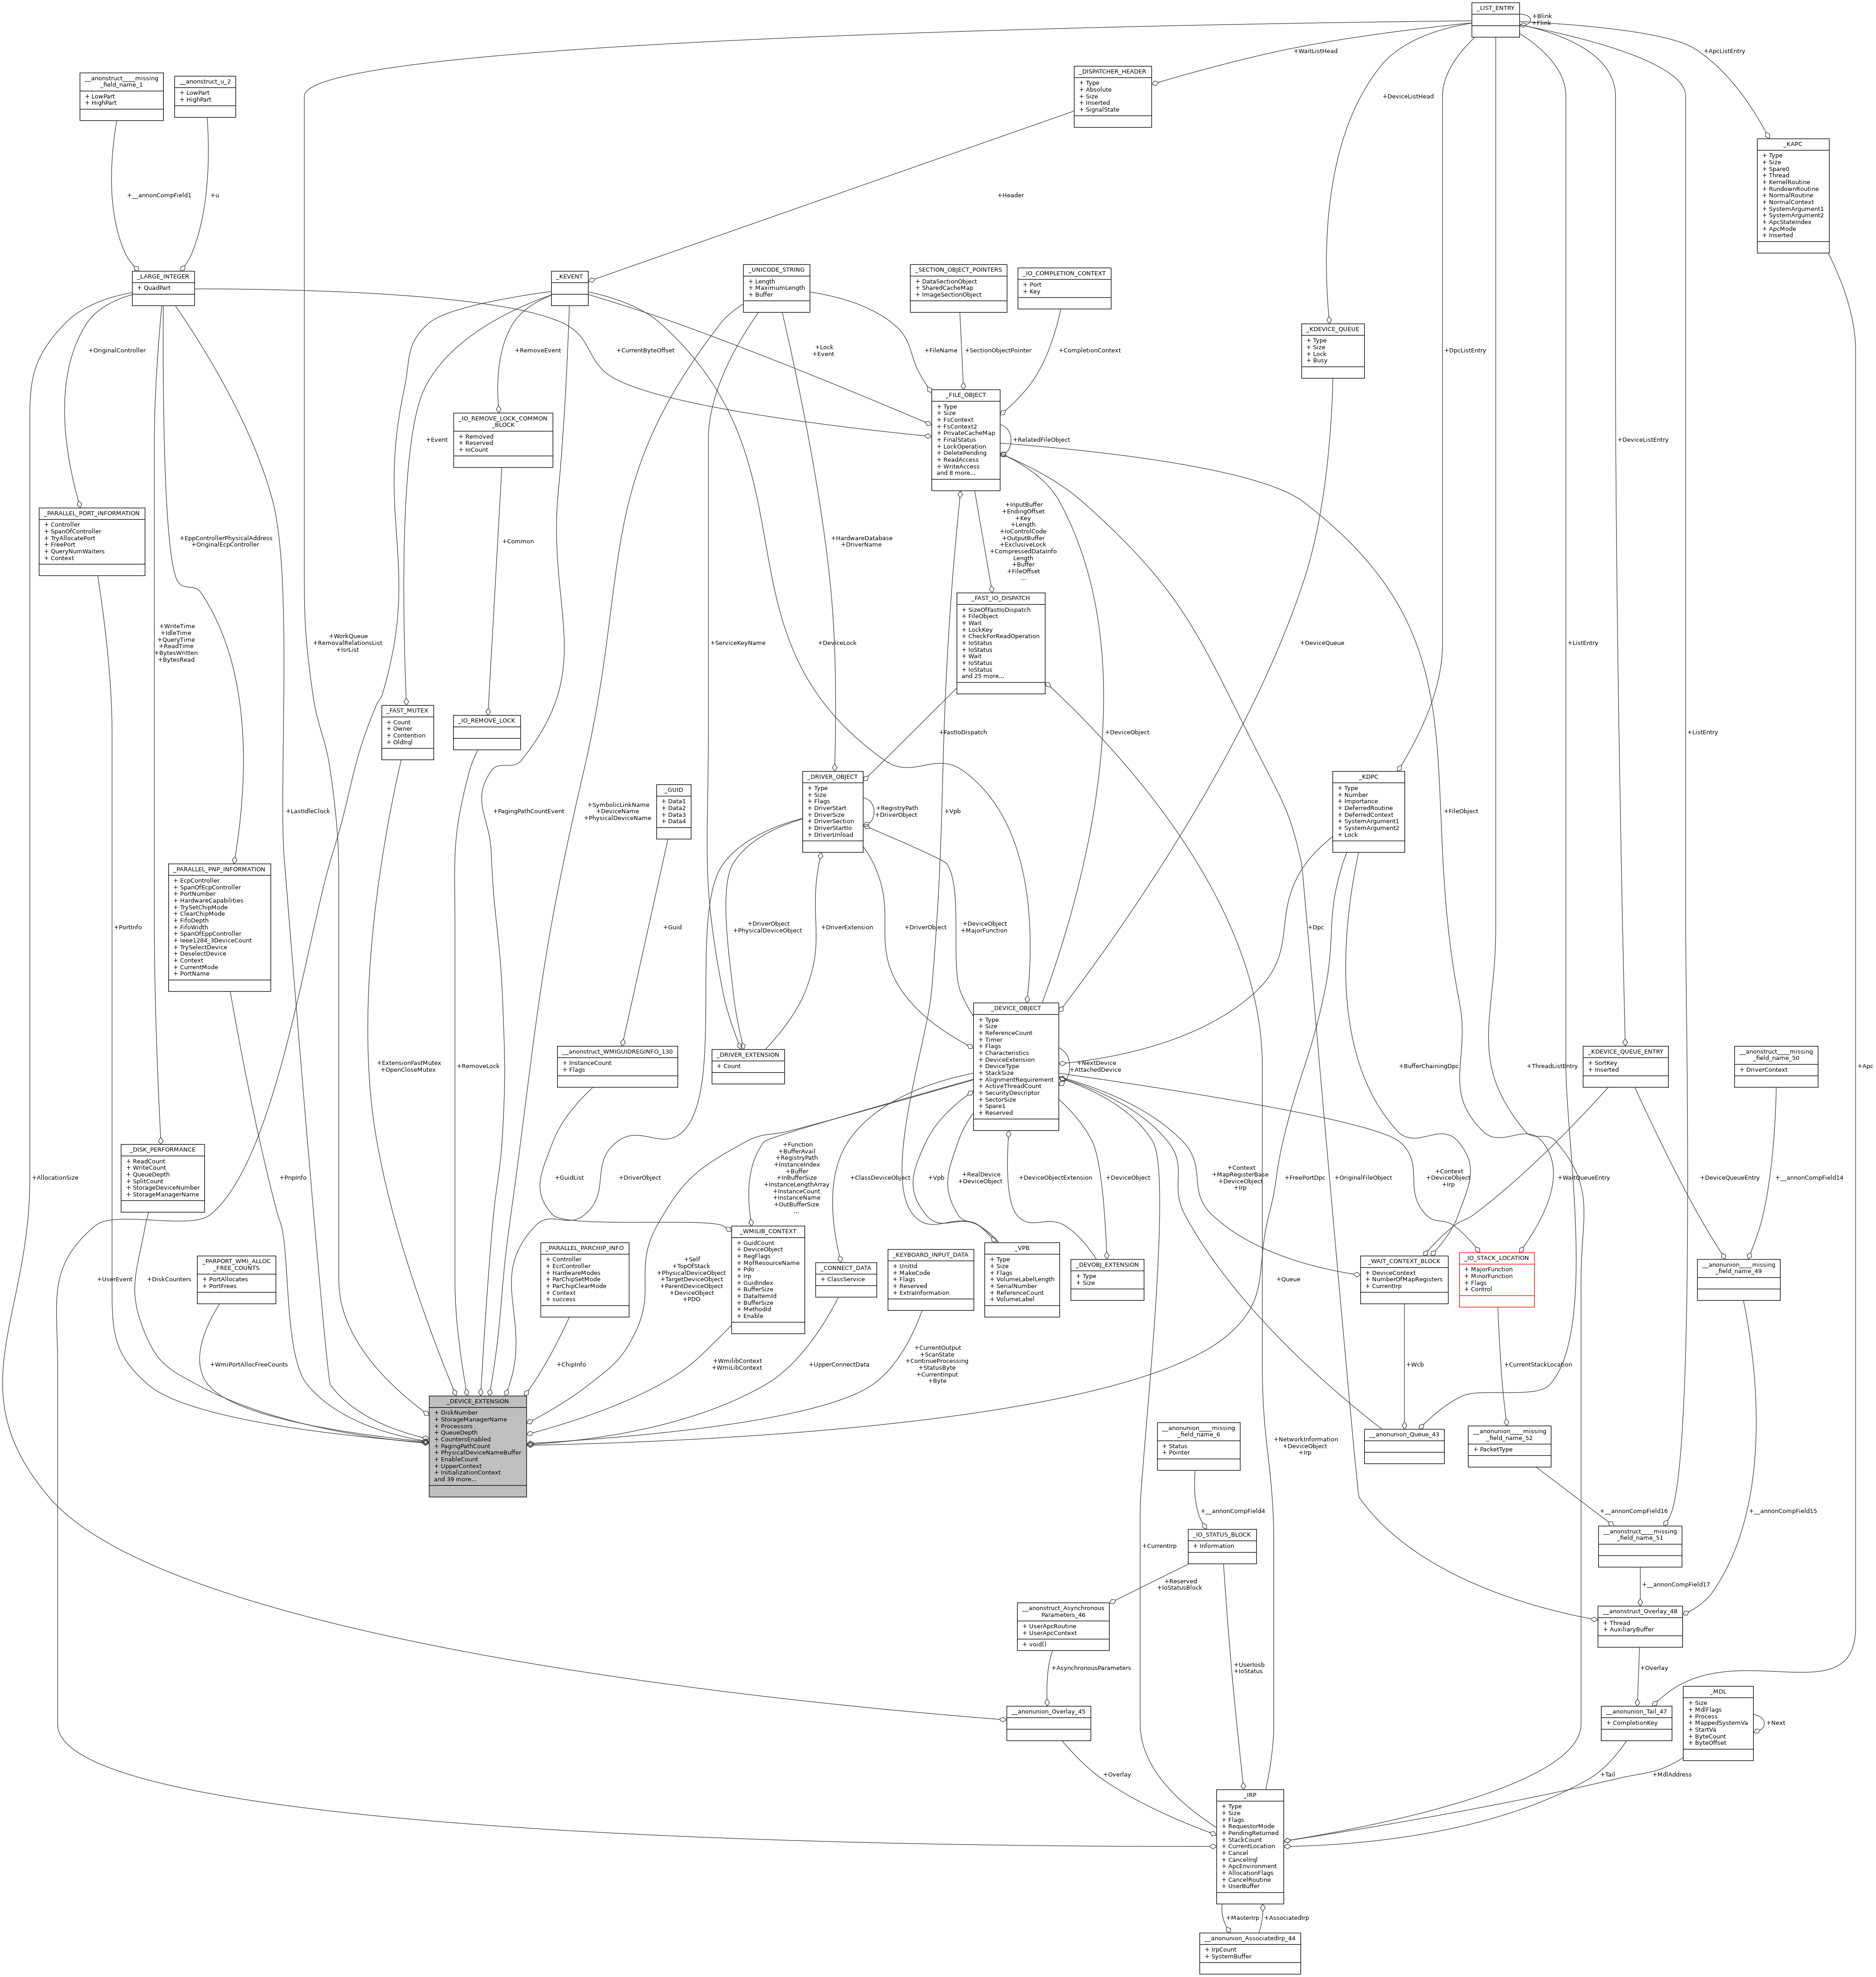 _LIST_ENTRY
+Blink
+Flink
+WaitListHead
+ApcListEntry
_DISPATCHER_HEADER
+ Type
+ Absolute
+ Size
+ Inserted
+ SignalState
__anonstruct____missing
_field_name_1
+ LowPart
+ HighPart
__anonstruct_u_2
+ LowPart
+ HighPart
+DeviceListHead
_KAPC
+ Type
+ Size
+ Spare0
+ Thread
+ KernelRoutine
+ RundownRoutine
+ NormalRoutine
+ NormalContext
+ SystemArgument1
+ SystemArgument2
+ ApcStateIndex
+ ApcMode
+ Inserted
+__annonCompField1
+u
+Header
_LARGE_INTEGER
+ QuadPart
_KEVENT
_UNICODE_STRING
+ Length
+ MaximumLength
+ Buffer
_SECTION_OBJECT_POINTERS
+ DataSectionObject
+ SharedCacheMap
+ ImageSectionObject
_IO_COMPLETION_CONTEXT
+ Port
+ Key
_KDEVICE_QUEUE
+ Type
+ Size
+ Lock
+ Busy
+OriginalController
+RemoveEvent
+CurrentByteOffset
+Lock
+Event
+FileName
+SectionObjectPointer
+CompletionContext
+DpcListEntry
_FILE_OBJECT
+ Type
+ Size
+ FsContext
+ FsContext2
+ PrivateCacheMap
+ FinalStatus
+ LockOperation
+ DeletePending
+ ReadAccess
+ WriteAccess
and 8 more...
+RelatedFileObject
_IO_REMOVE_LOCK_COMMON
_BLOCK
+ Removed
+ Reserved
+ IoCount
+Event
+DeviceListEntry
_PARALLEL_PORT_INFORMATION
+ Controller
+ SpanOfController
+ TryAllocatePort
+ FreePort
+ QueryNumWaiters
+ Context
+EppControllerPhysicalAddress
+OriginalEcpController
+Common
+HardwareDatabase
+DriverName
+InputBuffer
+EndingOffset
+Key
+Length
+IoControlCode
+OutputBuffer
+ExclusiveLock
+CompressedDataInfo
Length
+Buffer
+FileOffset
...
_FAST_IO_DISPATCH
+ SizeOfFastIoDispatch
+ FileObject
+ Wait
+ LockKey
+ CheckForReadOperation
+ IoStatus
+ IoStatus
+ Wait
+ IoStatus
+ IoStatus
and 25 more...
+WriteTime
+IdleTime
+QueryTime
+ReadTime
+BytesWritten
+BytesRead
+WorkQueue
+RemovalRelationsList
+IsrList
+ServiceKeyName
+DeviceLock
+DeviceQueue
+ListEntry
_FAST_MUTEX
+ Count
+ Owner
+ Contention
+ OldIrql
_IO_REMOVE_LOCK
+FastIoDispatch
+DeviceObject
+ListEntry
_DRIVER_OBJECT
+ Type
+ Size
+ Flags
+ DriverStart
+ DriverSize
+ DriverSection
+ DriverStartIo
+ DriverUnload
+RegistryPath
+DriverObject
_KDPC
+ Type
+ Number
+ Importance
+ DeferredRoutine
+ DeferredContext
+ SystemArgument1
+ SystemArgument2
+ Lock
_GUID
+ Data1
+ Data2
+ Data3
+ Data4
+LastIdleClock
+PagingPathCountEvent
+SymbolicLinkName
+DeviceName
+PhysicalDeviceName
+Vpb
+FileObject
_PARALLEL_PNP_INFORMATION
+ EcpController
+ SpanOfEcpController
+ PortNumber
+ HardwareCapabilities
+ TrySetChipMode
+ ClearChipMode
+ FifoDepth
+ FifoWidth
+ SpanOfEppController
+ Ieee1284_3DeviceCount
+ TrySelectDevice
+ DeselectDevice
+ Context
+ CurrentMode
+ PortName
+PortInfo
+Guid
+DriverObject
+PhysicalDeviceObject
+DriverExtension
+DriverObject
+DeviceObject
+MajorFunction
+Dpc
_DEVICE_OBJECT
+ Type
+ Size
+ ReferenceCount
+ Timer
+ Flags
+ Characteristics
+ DeviceExtension
+ DeviceType
+ StackSize
+ AlignmentRequirement
+ ActiveThreadCount
+ SecurityDescriptor
+ SectorSize
+ Spare1
+ Reserved
+NextDevice
+AttachedDevice
+ExtensionFastMutex
+OpenCloseMutex
+RemoveLock
__anonstruct_WMIGUIDREGINFO_130
+ InstanceCount
+ Flags
_DRIVER_EXTENSION
+ Count
+BufferChainingDpc
+ThreadListEntry
_KDEVICE_QUEUE_ENTRY
+ SortKey
+ Inserted
__anonstruct____missing
_field_name_50
+ DriverContext
+Apc
_DISK_PERFORMANCE
+ ReadCount
+ WriteCount
+ QueueDepth
+ SplitCount
+ StorageDeviceNumber
+ StorageManagerName
+AllocationSize
+PnpInfo
+GuidList
+DriverObject
+Function
+BufferAvail
+RegistryPath
+InstanceIndex
+Buffer
+InBufferSize
+InstanceLengthArray
+InstanceCount
+InstanceName
+OutBufferSize
...
+ClassDeviceObject
+Vpb
+RealDevice
+DeviceObject
+DeviceObjectExtension
+DeviceObject
+Context
+MapRegisterBase
+DeviceObject
+Irp
+FreePortDpc
+OriginalFileObject
+Context
+DeviceObject
+Irp
+WaitQueueEntry
+DeviceQueueEntry
+__annonCompField14
_PARPORT_WMI_ALLOC
_FREE_COUNTS
+ PortAllocates
+ PortFrees
+UserEvent
+DiskCounters
_PARALLEL_PARCHIP_INFO
+ Controller
+ EcrController
+ HardwareModes
+ ParChipSetMode
+ ParChipClearMode
+ Context
+ success
+Self
+TopOfStack
+PhysicalDeviceObject
+TargetDeviceObject
+ParentDeviceObject
+DeviceObject
+PDO
_WMILIB_CONTEXT
+ GuidCount
+ DeviceObject
+ RegFlags
+ MofResourceName
+ Pdo
+ Irp
+ GuidIndex
+ BufferSize
+ DataItemId
+ BufferSize
+ MethodId
+ Enable
_CONNECT_DATA
+ ClassService
_KEYBOARD_INPUT_DATA
+ UnitId
+ MakeCode
+ Flags
+ Reserved
+ ExtraInformation
_VPB
+ Type
+ Size
+ Flags
+ VolumeLabelLength
+ SerialNumber
+ ReferenceCount
+ VolumeLabel
_DEVOBJ_EXTENSION
+ Type
+ Size
+Queue
_WAIT_CONTEXT_BLOCK
+ DeviceContext
+ NumberOfMapRegisters
+ CurrentIrp
_IO_STACK_LOCATION
+ MajorFunction
+ MinorFunction
+ Flags
+ Control
__anonunion____missing
_field_name_49
+WmiPortAllocFreeCounts
+ChipInfo
+WmilibContext
+WmiLibContext
+UpperConnectData
+CurrentOutput
+ScanState
+ContinueProcessing
+StatusByte
+CurrentInput
+Byte
+Wcb
+CurrentStackLocation
_DEVICE_EXTENSION
+ DiskNumber
+ StorageManagerName
+ Processors
+ QueueDepth
+ CountersEnabled
+ PagingPathCount
+ PhysicalDeviceNameBuffer
+ EnableCount
+ UpperContext
+ InitializationContext
and 39 more...
__anonunion____missing
_field_name_6
+ Status
+ Pointer
+NetworkInformation
+DeviceObject
+Irp
__anonunion_Queue_43
__anonunion____missing
_field_name_52
+ PacketType
+__annonCompField4
+__annonCompField16
+__annonCompField15
_IO_STATUS_BLOCK
+ Information
+CurrentIrp
__anonstruct____missing
_field_name_51
+Reserved
+IoStatusBlock
+__annonCompField17
__anonstruct_Asynchronous
Parameters_46
+ UserApcRoutine
+ UserApcContext
+ void()
__anonstruct_Overlay_48
+ Thread
+ AuxiliaryBuffer
+AsynchronousParameters
+UserIosb
+IoStatus
+Overlay
__anonunion_Overlay_45
__anonunion_Tail_47
+ CompletionKey
_MDL
+ Size
+ MdlFlags
+ Process
+ MappedSystemVa
+ StartVa
+ ByteCount
+ ByteOffset
+Next
+Overlay
+Tail
+MdlAddress
_IRP
+ Type
+ Size
+ Flags
+ RequestorMode
+ PendingReturned
+ StackCount
+ CurrentLocation
+ Cancel
+ CancelIrql
+ ApcEnvironment
+ AllocationFlags
+ CancelRoutine
+ UserBuffer
+MasterIrp
+AssociatedIrp
__anonunion_AssociatedIrp_44
+ IrpCount
+ SystemBuffer